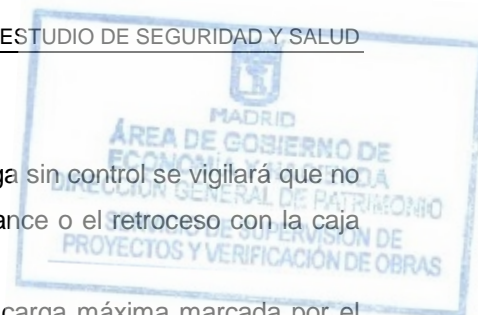 ESTUDIO DE SEGURIDAD Y SALUD
MADRID
ÁREA DE GOBIERNO DE
ECONOMÍA Y HACIENDA
ga sin control se vigilará que no
DIRECCIÓN GENERAL DE PATRIMONIO
ance o el retroceso con la caja
SERVICIO DE SUPERVISIÓN DE
PROYECTOS Y VERIFICACIÓN DE OBRAS
carga máxima marcada por el